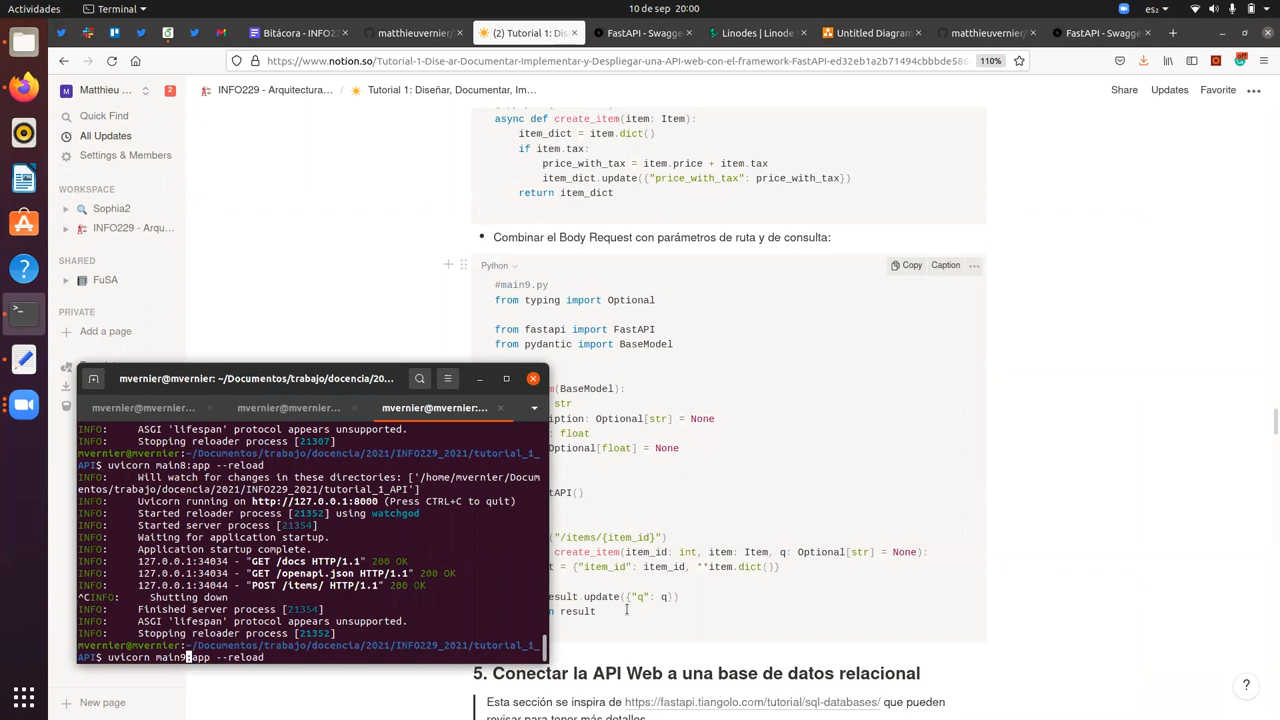 Actividades
Terminal
10 de sep 20:00
es₂
Bitácora - INFO229 (2
matthieuvernier/INFO
(2) Tutorial 1: Dise
FastAPI - Swagge
Linodes | Linode
Untitled Diagram
matthieuvernier/
FastAPI - Swagger
https://www.notion.so/Tutorial-1-Dise-ar-Documentar-Implementar-y-Despliegar-una-API-web-con-el-framework-FastAPI-ed32eb1a2b71494ccbbbde58
110%
Matthieu ...
2
INFO229 - Arquitectura...
/
Tutorial 1: Diseñar, Documentar, Im...
Share
Updates
Favorite
Quick Find
All Updates
Settings & Members
WORKSPACE
Sophia2
INFO229 - Arqu...
SHARED
FuSA
PRIVATE
Add a page
New page
async def create_item(item: Item):
item_dict = item.dict()
if item.tax:
price_with_tax = item.price + item.tax
item_dict.update({"price_with_tax": price_with_tax})
return item_dict
Combinar el Body Request con parámetros de ruta y de consulta:
Python
Copy
Caption
#main9.py
from typing import Optional
from fastapi import FastAPI
from pydantic import BaseModel
m(BaseModel):
str
iption: Optional[str] = None
: float
Optional[float] = None
API()
("/items/{item_id}")
create_item(item_id: int, item: Item, q: Optional[str] = None):
t = {"item_id": item_id, **item.dict()}
esult.update({"q": q})
n result
5. Conectar la API Web a una base de datos relacional
Esta sección se inspira de https://fastapi.tiangolo.com/tutorial/sql-databases/ que pueden
revisar para tener más detalles
?
mvernier@mvernier: ~/Documentos/trabajo/docencia/20...
mvernier@mvernier:...
mvernier@mvernier:...
mvernier@mvernier:...
INFO: ASGI 'lifespan' protocol appears unsupported.
INFO: Stopping reloader process [21307]
mvernier@mvernier:~/Documentos/trabajo/docencia/2021/INFO229_2021/tutorial_1_
API$ uvicorn main8:app --reload
INFO: Will watch for changes in these directories: ['/home/mvernier/Docum
entos/trabajo/docencia/2021/INFO229_2021/tutorial_1_API']
INFO: Uvicorn running on http://127.0.0.1:8000 (Press CTRL+C to quit)
INFO: Started reloader process [21352] using watchgod
INFO: Started server process [21354]
INFO: Waiting for application startup.
INFO: Application startup complete.
INFO: 127.0.0.1:34034 - "GET /docs HTTP/1.1" 200 OK
INFO: 127.0.0.1:34034 - "GET /openapi.json HTTP/1.1" 200 OK
INFO: 127.0.0.1:34044 - "POST /items/ HTTP/1.1" 200 OK
^CINFO: Shutting down
INFO: Finished server process [21354]
INFO: ASGI 'lifespan' protocol appears unsupported.
INFO: Stopping reloader process [21352]
mvernier@mvernier:~/Documentos/trabajo/docencia/2021/INFO229_2021/tutorial_1_
API$ uvicorn main9:app --reload